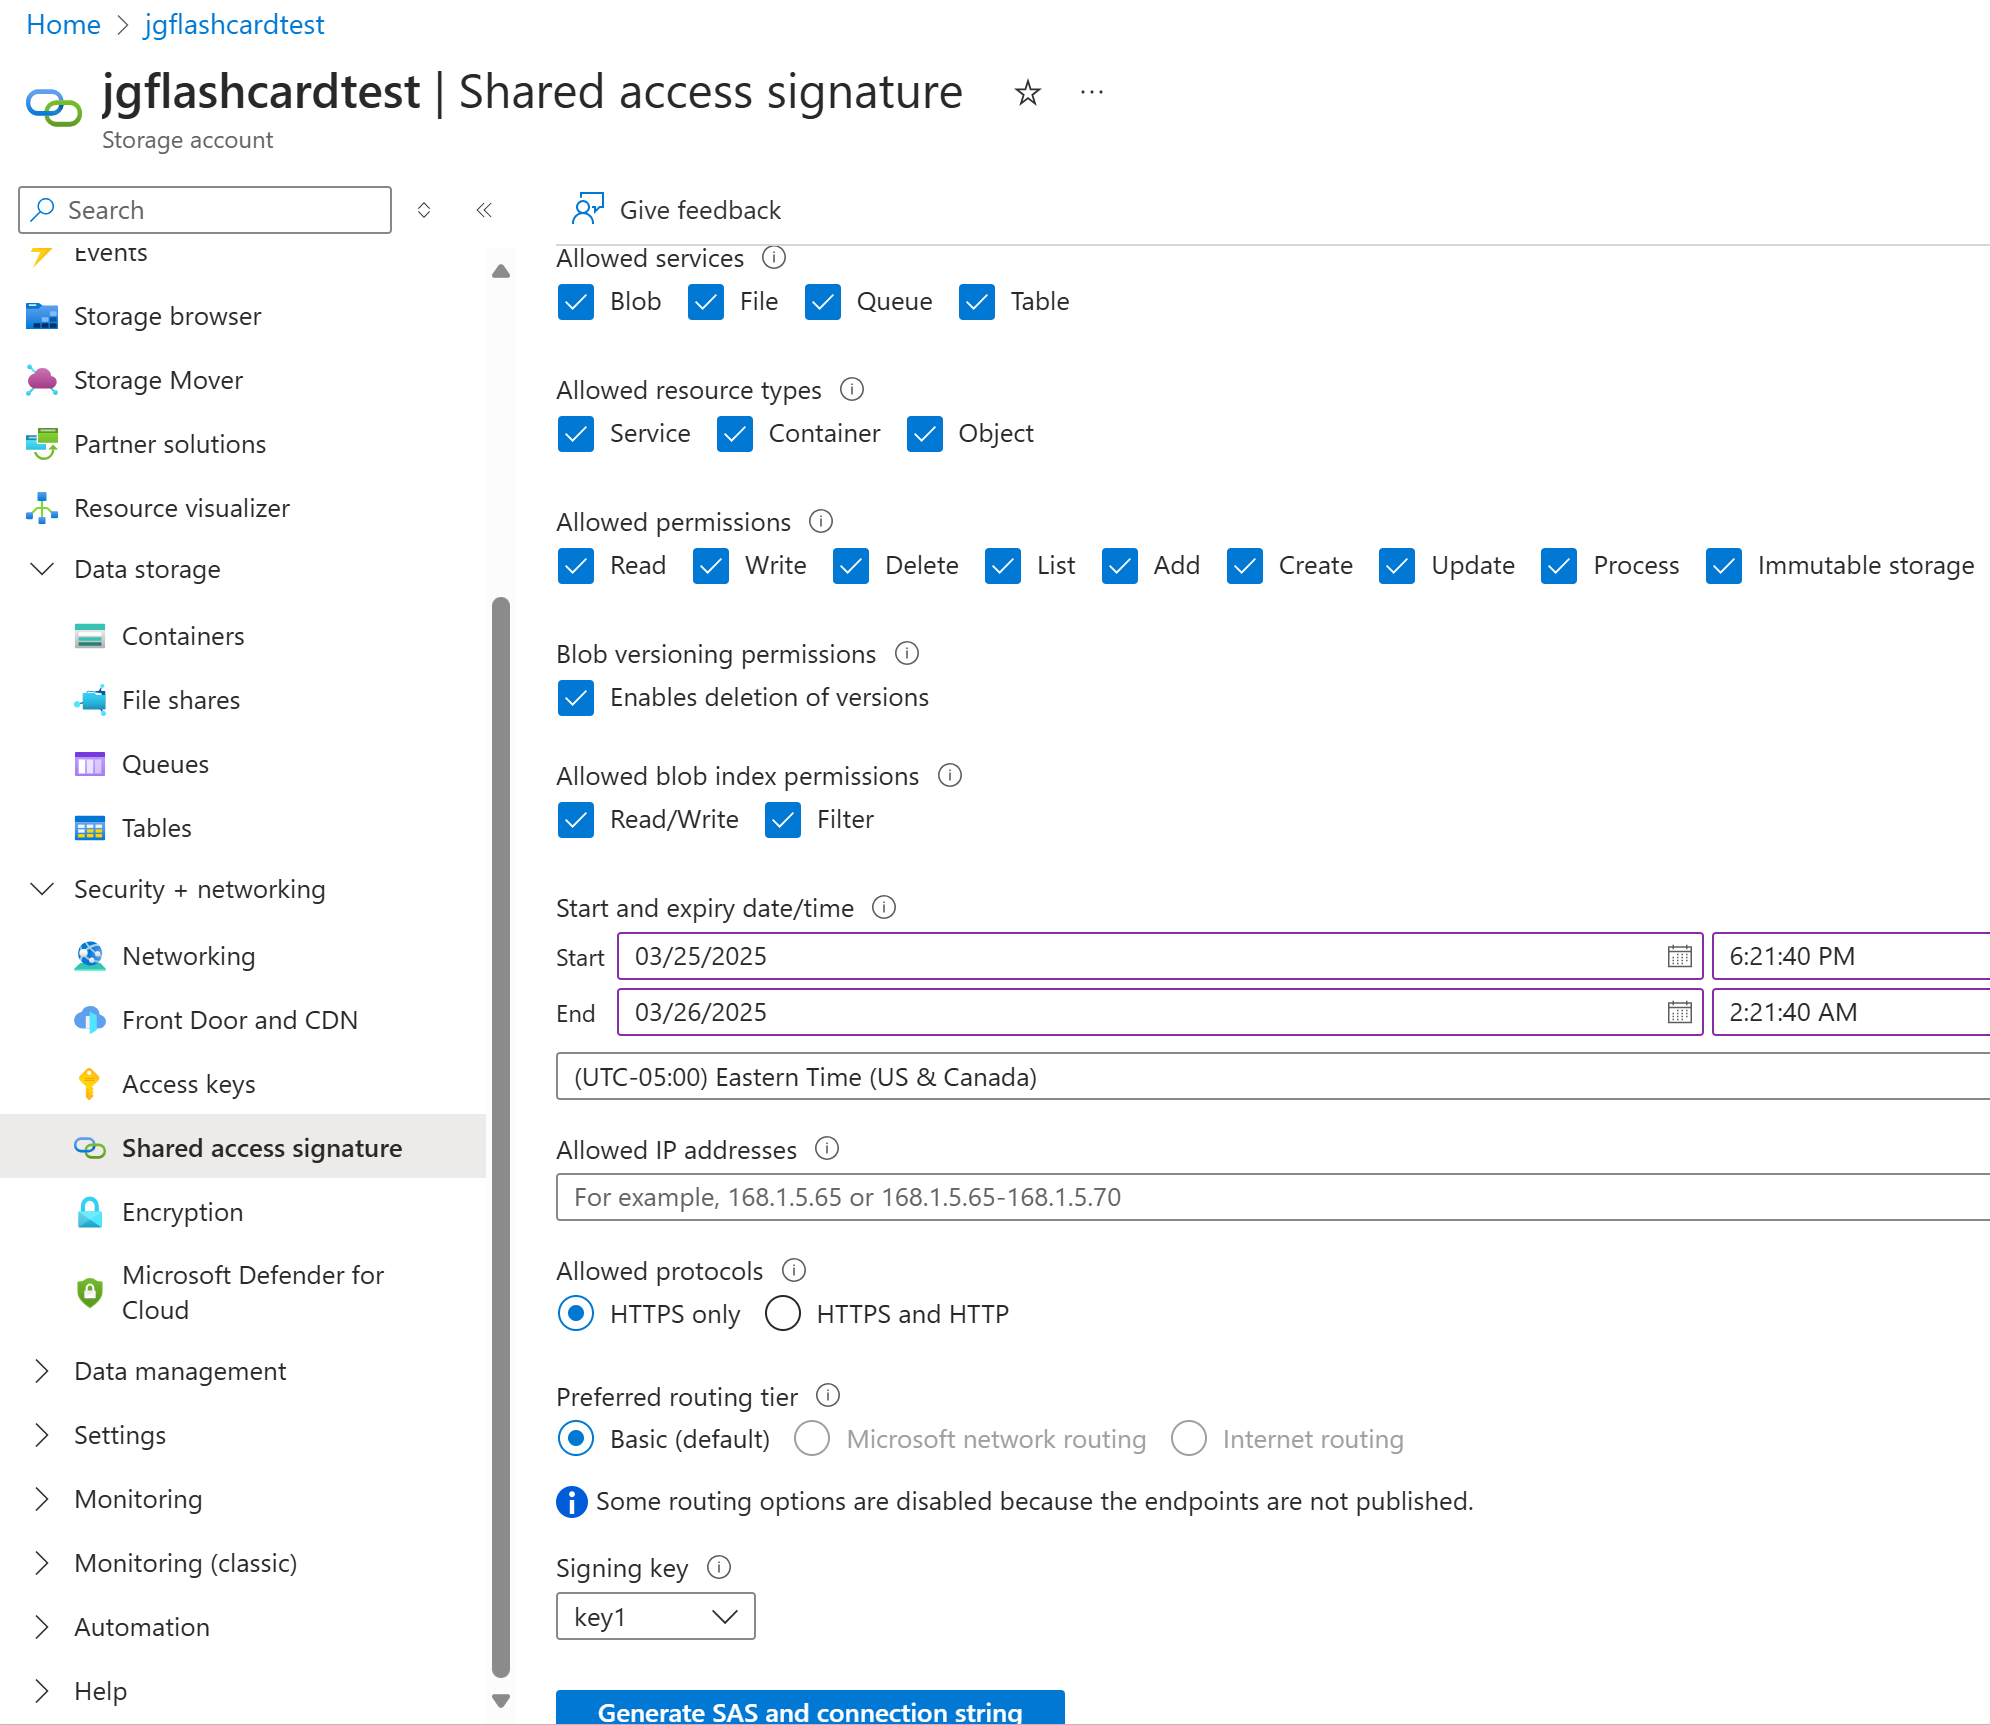 Home > jgflashcardtest
jgflashcardtest | Shared access signature
Storage account
Search
Give feedback
Events
Storage browser
Storage Mover
Partner solutions
Resource visualizer
Data storage
Containers
File shares
Queues
Tables
Security + networking
Networking
Front Door and CDN
Access keys
Shared access signature
Encryption
Microsoft Defender for
Cloud
Data management
Settings
Monitoring
Monitoring (classic)
Automation
Help
Allowed services
Blob File Queue Table
Allowed resource types
Service Container Object
Allowed permissions
Read Write Delete List Add Create Update Process Immutable storage
Blob versioning permissions
Enables deletion of versions
Allowed blob index permissions
Read/Write Filter
Start and expiry date/time
Start 03/25/2025 6:21:40 PM
End 03/26/2025 2:21:40 AM
(UTC-05:00) Eastern Time (US & Canada)
Allowed IP addresses
For example, 168.1.5.65 or 168.1.5.65-168.1.5.70
Allowed protocols
HTTPS only HTTPS and HTTP
Preferred routing tier
Basic (default) Microsoft network routing Internet routing
Some routing options are disabled because the endpoints are not published.
Signing key
key1
Generate SAS and connection string